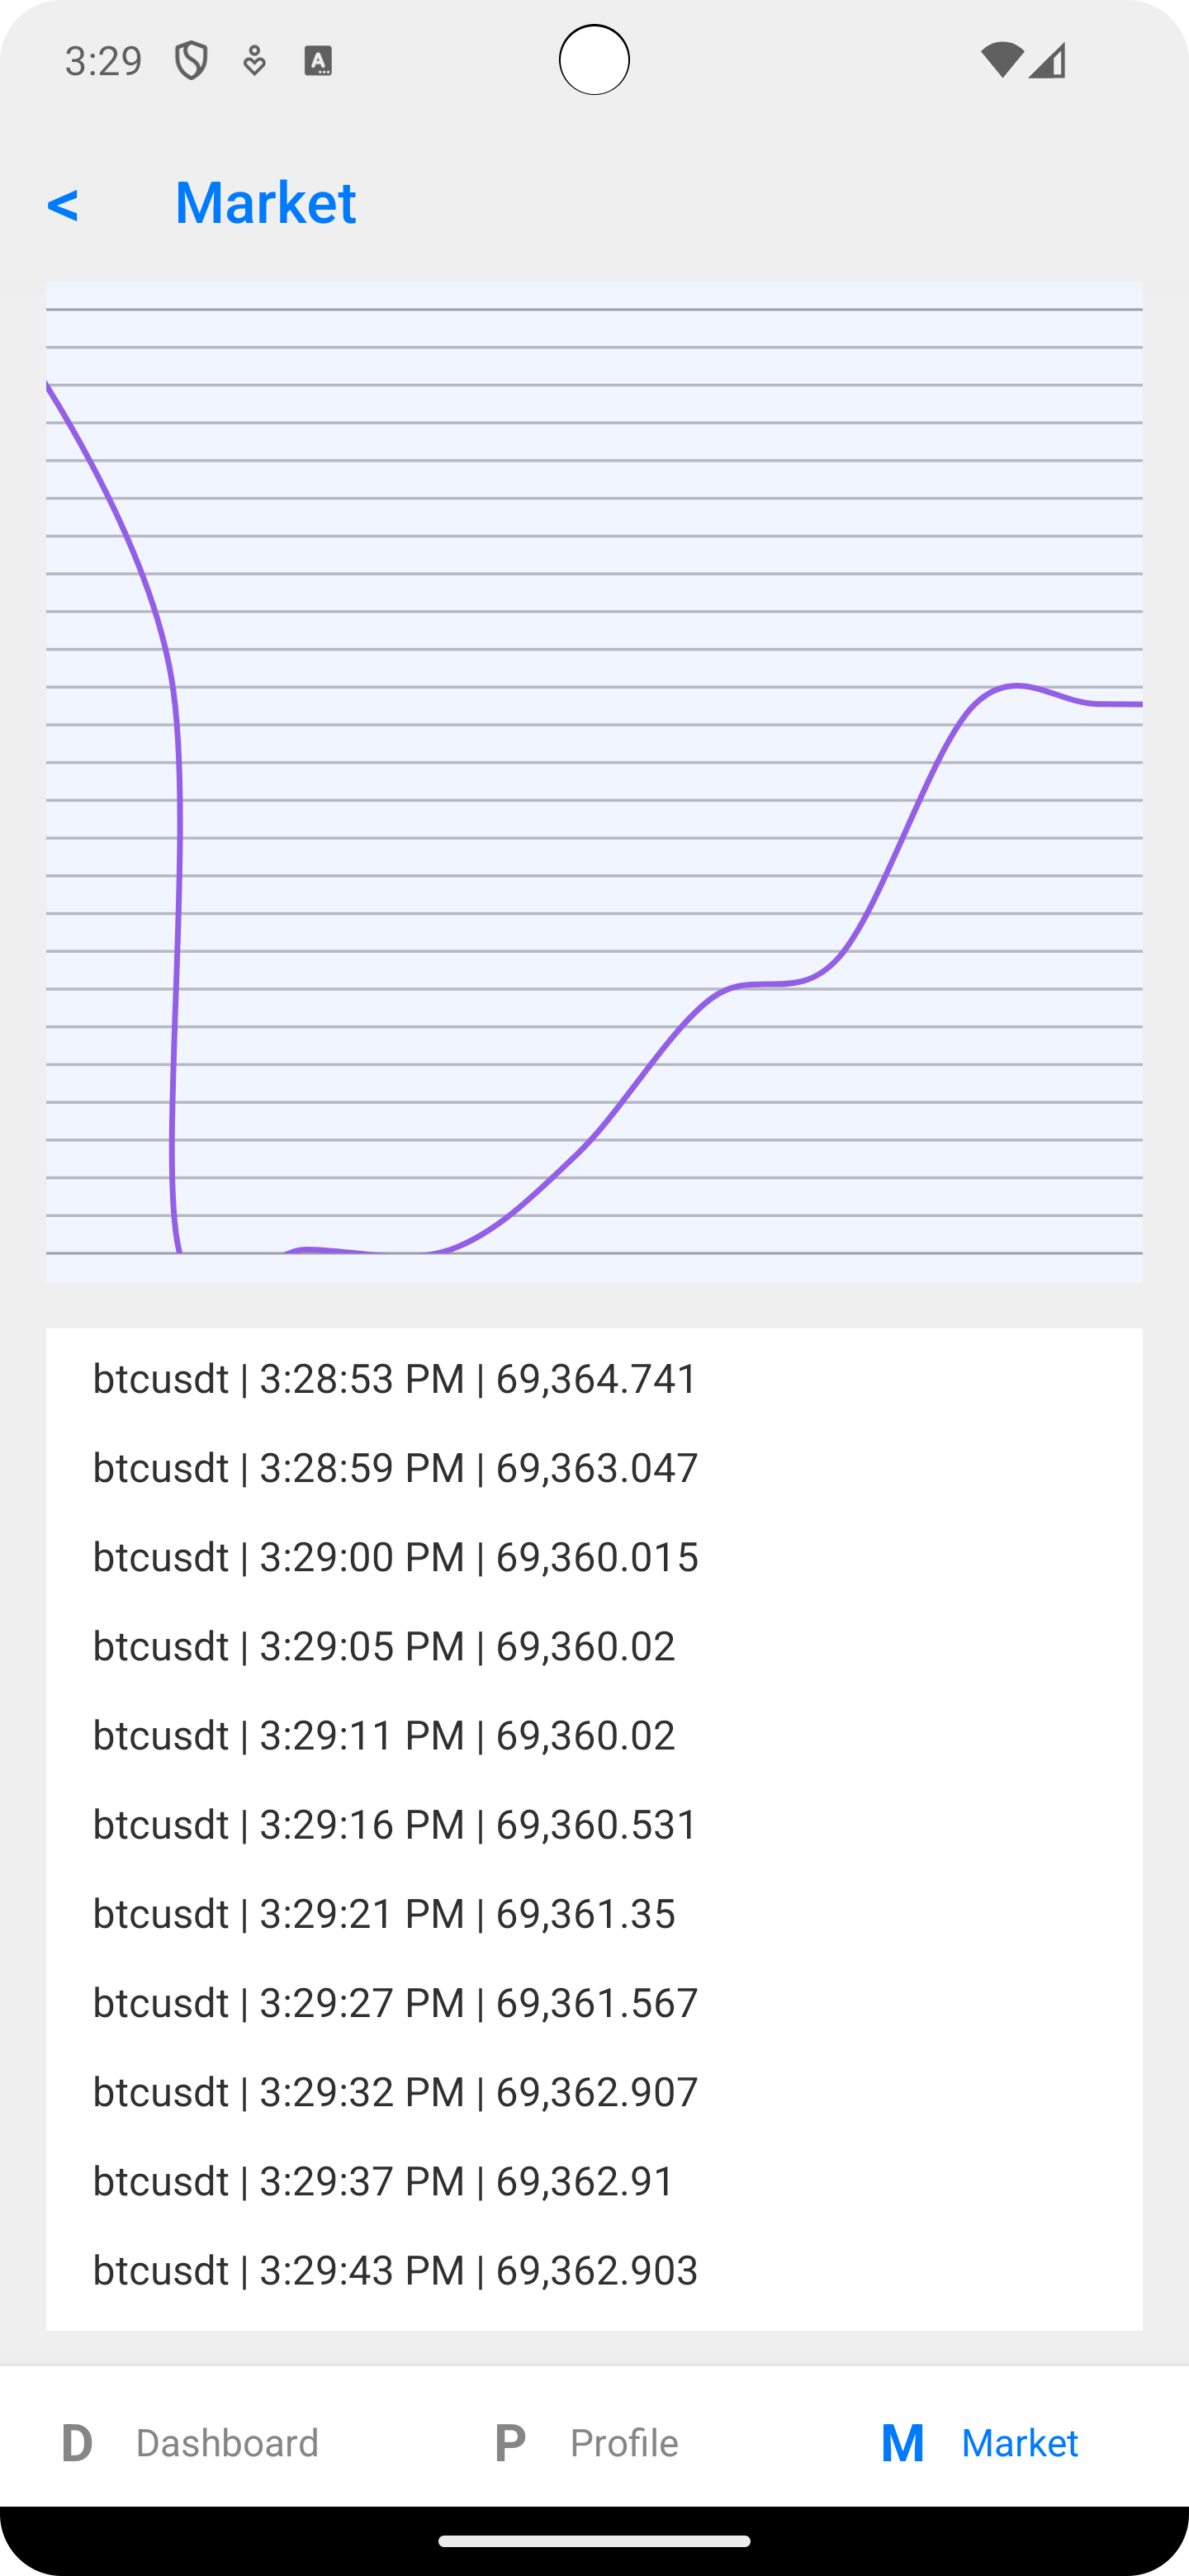 3:29
< Market
btcusdt | 3:28:53 PM | 69,364.741
btcusdt | 3:28:59 PM | 69,363.047
btcusdt | 3:29:00 PM | 69,360.015
btcusdt | 3:29:05 PM | 69,360.02
btcusdt | 3:29:11 PM | 69,360.02
btcusdt | 3:29:16 PM | 69,360.531
btcusdt | 3:29:21 PM | 69,361.35
btcusdt | 3:29:27 PM | 69,361.567
btcusdt | 3:29:32 PM | 69,362.907
btcusdt | 3:29:37 PM | 69,362.91
btcusdt | 3:29:43 PM | 69,362.903
D Dashboard P Profile M Market